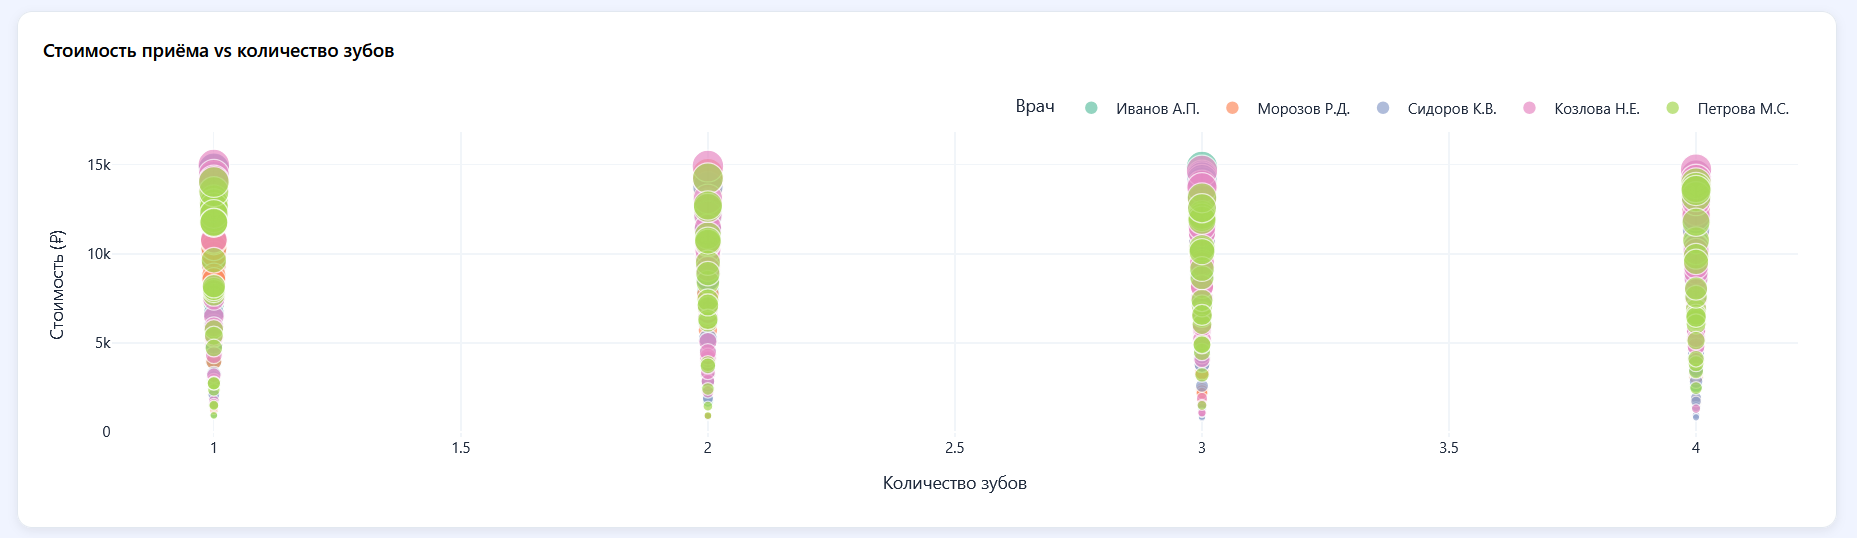 Стоимость приёма vs количество зубов
Врач Иванов А.П. Морозов Р.Д. Сидоров К.В. Козлова Н.Е. Петрова М.С.
Стоимость (₽)
15k
10k
5k
0
1 1.5 2 2.5 3 3.5 4
Количество зубов